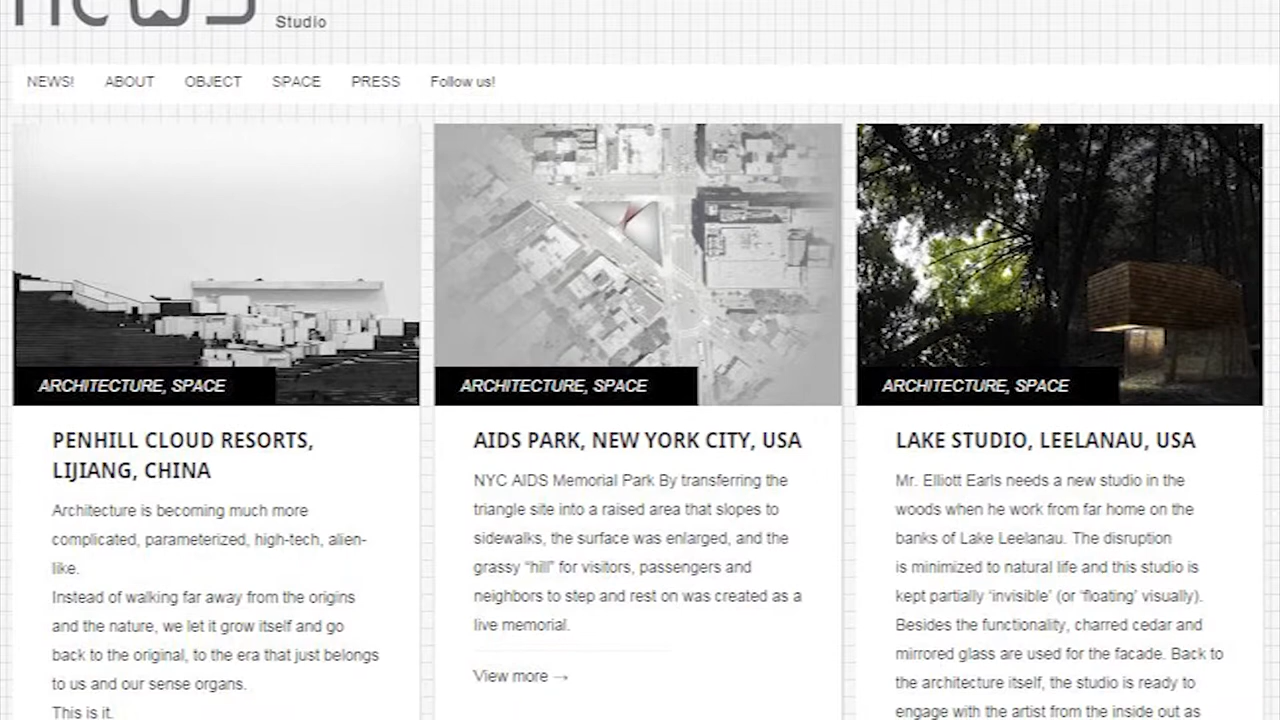 Studio
NEWS! ABOUT OBJECT SPACE PRESS Follow us!
ARCHITECTURE, SPACE
PENHILL CLOUD RESORTS,
LIJIANG, CHINA
Architecture is becoming much more
complicated, parameterized, high-tech, alien-
like.
Instead of walking far away from the origins
and the nature, we let it grow itself and go
back to the original, to the era that just belongs
to us and our sense organs.
This is it.
ARCHITECTURE, SPACE
AIDS PARK, NEW YORK CITY, USA
NYC AIDS Memorial Park By transferring the
triangle site into a raised area that slopes to
sidewalks, the surface was enlarged, and the
grassy “hill” for visitors, passengers and
neighbors to step and rest on was created as a
live memorial.
View more →
ARCHITECTURE, SPACE
LAKE STUDIO, LEELANAU, USA
Mr. Elliott Earls needs a new studio in the
woods when he work from far home on the
banks of Lake Leelanau. The disruption
is minimized to natural life and this studio is
kept partially ‘invisible’ (or ‘floating’ visually).
Besides the functionality, charred cedar and
mirrored glass are used for the facade. Back to
the architecture itself, the studio is ready to
engage with the artist from the inside out as